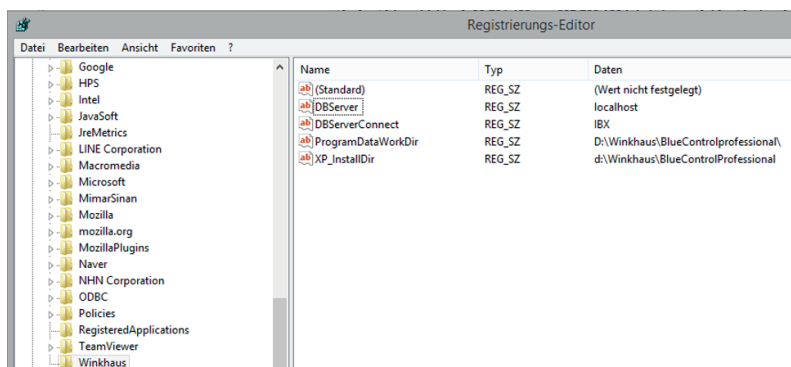 Registrierungs-Editor
Datei Bearbeiten Ansicht Favoriten ?
Google
HPS
Intel
JavaSoft
JreMetrics
LINE Corporation
Macromedia
Microsoft
MimarSinan
Mozilla
mozilla.org
MozillaPlugins
Naver
NHN Corporation
ODBC
Policies
RegisteredApplications
TeamViewer
Winkhaus
Name Typ Daten
(Standard) REG_SZ (Wert nicht festgelegt)
DBServer REG_SZ localhost
DBServerConnect REG_SZ IBX
ProgramDataWorkDir REG_SZ D:\Winkhaus\BlueControlprofessional\
XP_InstallDir REG_SZ d:\Winkhaus\BlueControlProfessional